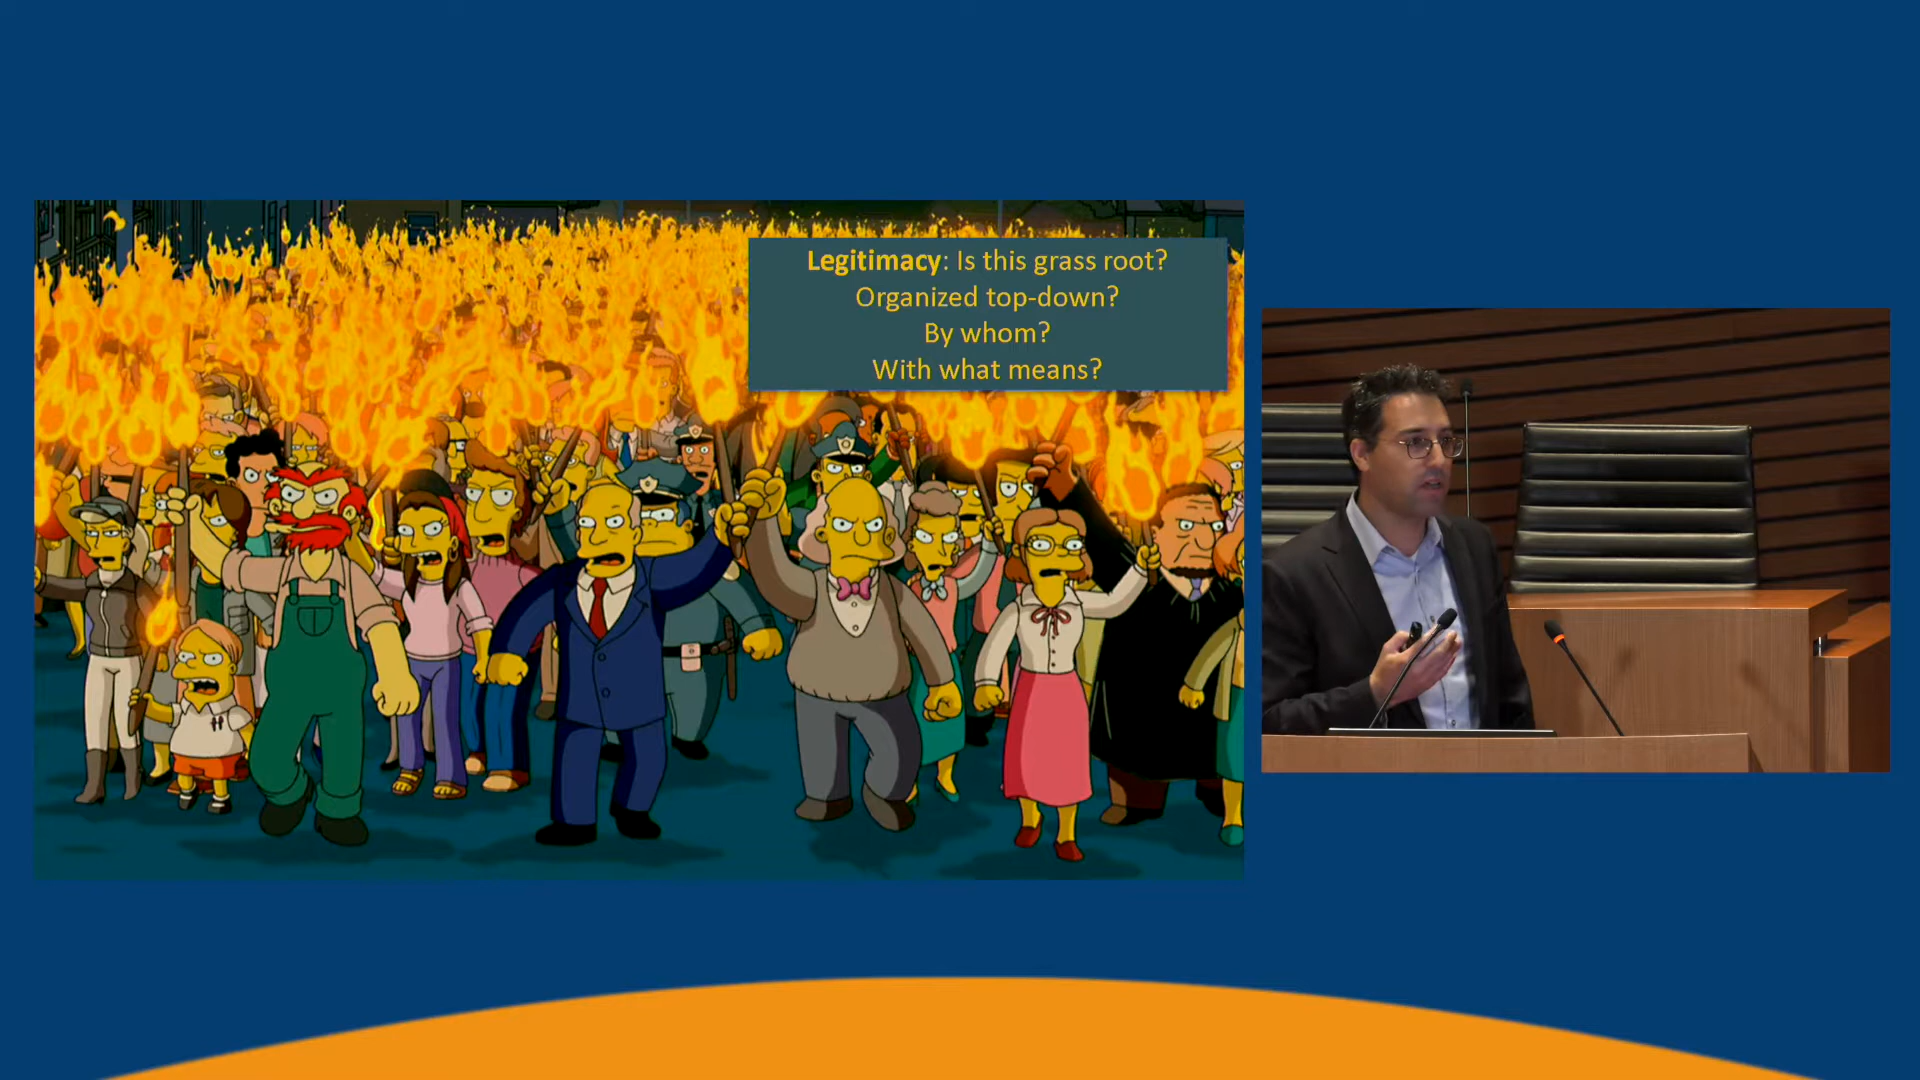 Legitimacy: Is this grass root?
Organized top-down?
By whom?
With what means?